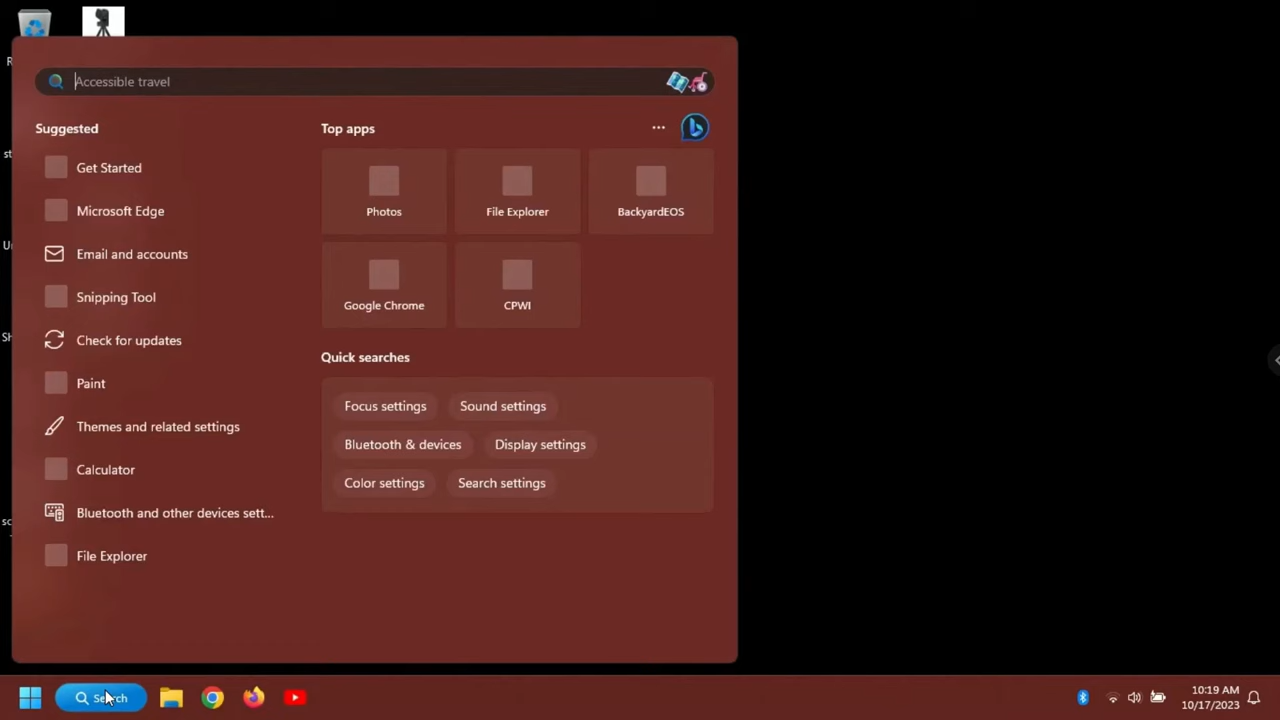 Accessible travel
Suggested
Get Started
Microsoft Edge
Email and accounts
Snipping Tool
Check for updates
Paint
Themes and related settings
Calculator
Bluetooth and other devices sett...
File Explorer
Top apps
Photos
File Explorer
BackyardEOS
Google Chrome
CPWI
Quick searches
Focus settings
Sound settings
Bluetooth & devices
Display settings
Color settings
Search settings
Search
10:19 AM
10/17/2023